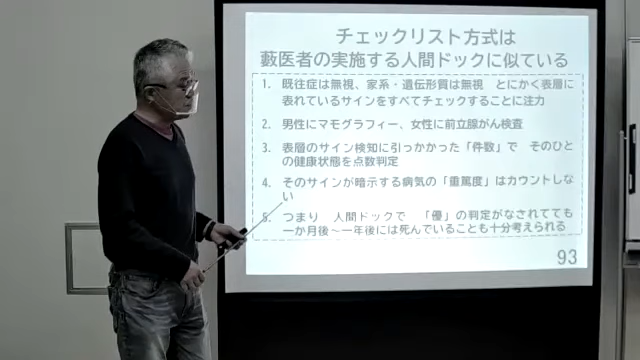 チェックリスト方式は
藪医者の実施する人間ドックに似ている
1. 既往症は無視、家系・遺伝形質は無視 とにかく表層に
表れているサインをすべてチェックすることに注力
2. 男性にマモグラフィー、女性に前立腺がん検査
3. 表層のサイン検知に引っかかった「件数」で そのひと
の健康状態を点数判定
4. そのサインが暗示する病気の「重篤度」はカウントしな
い
5. つまり 人間ドックで 「優」の判定がなされてても
一か月後~一年後には死んでいることも十分考えられる
93